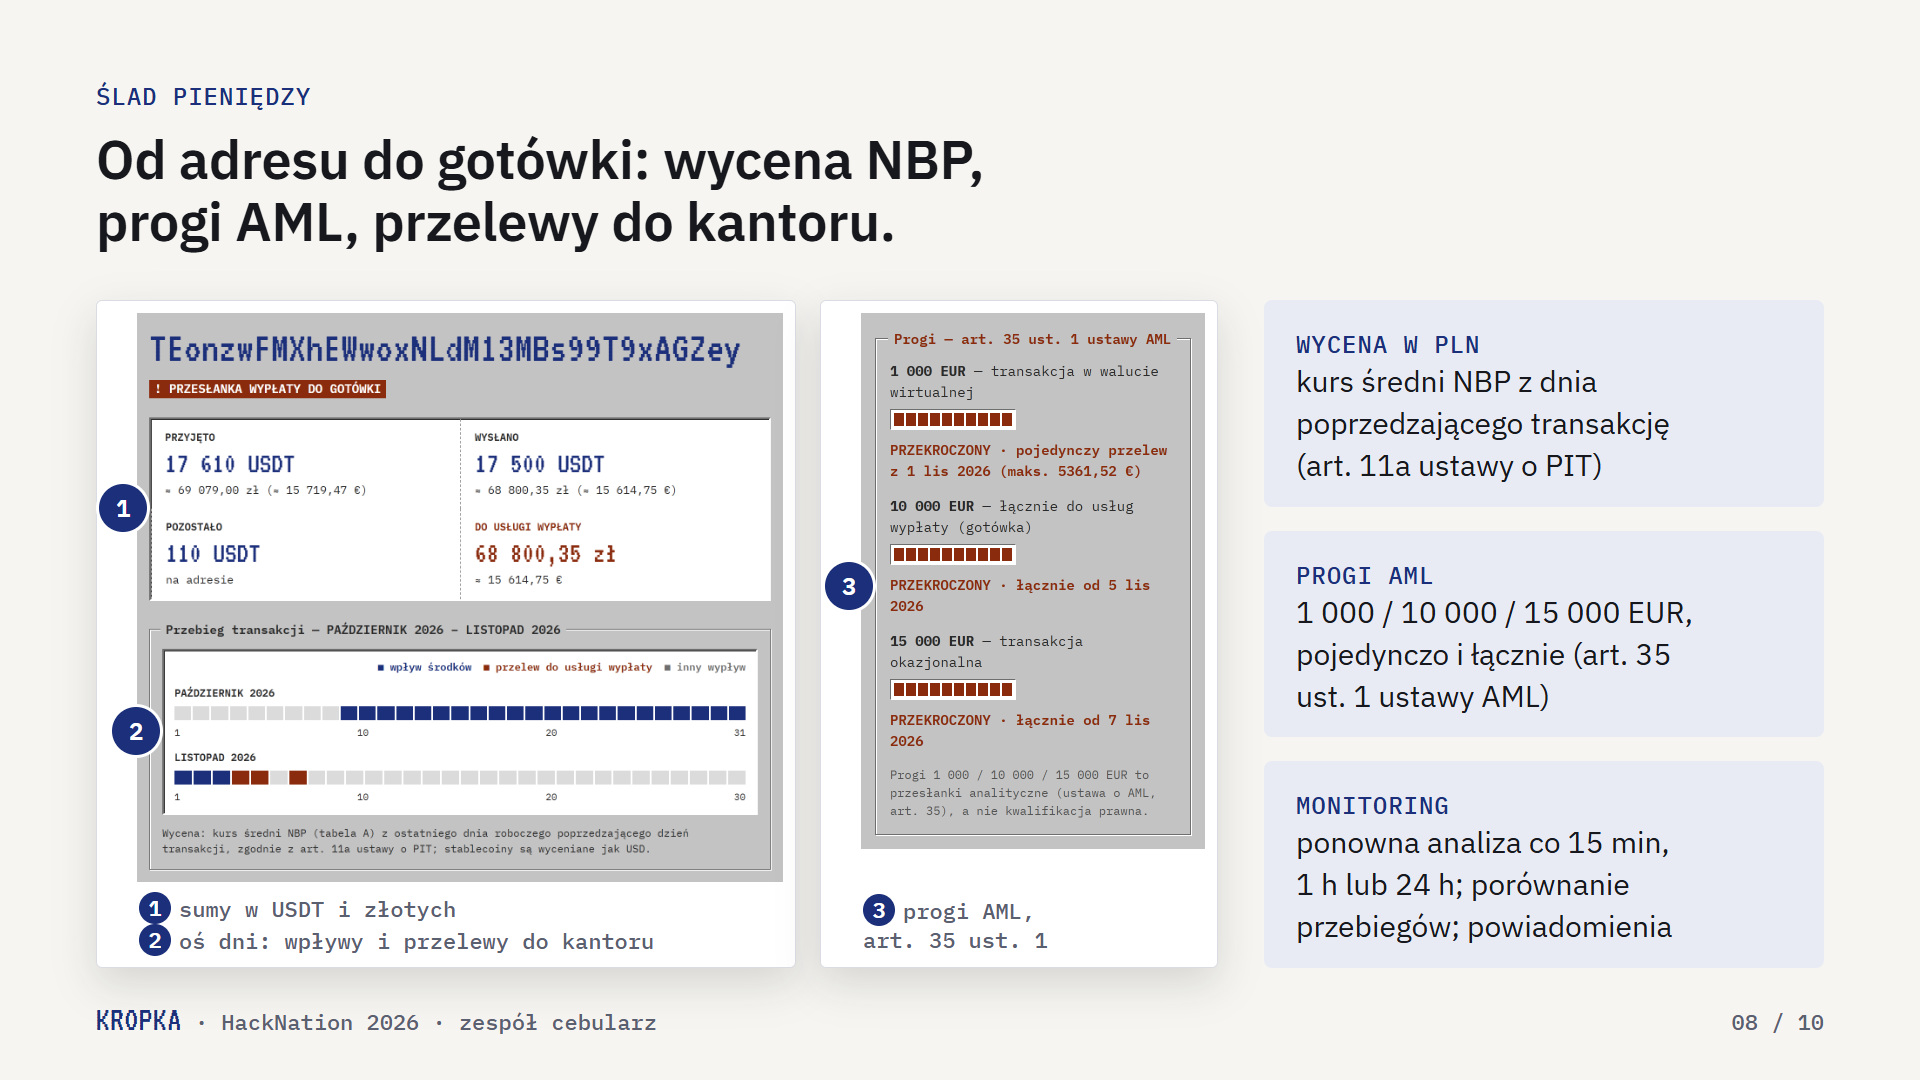 ŚLAD PIENIĘDZY
Od adresu do gotówki: wycena NBP,
progi AML, przelewy do kantoru.
TEonzwFMXhEWwoxNLdM13MBs99T9xAGZey
! PRZESŁANKA WYPŁATY DO GOTÓWKI
PRZYJĘTO
17 610 USDT
≈ 69 079,00 zł (≈ 15 719,47 €)
WYSŁANO
17 500 USDT
≈ 68 800,35 zł (≈ 15 614,75 €)
1
POZOSTAŁO
110 USDT
na adresie
DO USŁUGI WYPŁATY
68 800,35 zł
≈ 15 614,75 €
Przebieg transakcji — PAŹDZIERNIK 2026 – LISTOPAD 2026
■ wpływ środków ■ przelew do usługi wypłaty ■ inny wypływ
PAŹDZIERNIK 2026
2
1 10 20 31
LISTOPAD 2026
1 10 20 30
Wycena: kurs średni NBP (tabela A) z ostatniego dnia roboczego poprzedzającego dzień
transakcji, zgodnie z art. 11a ustawy o PIT; stablecoiny są wyceniane jak USD.
1 sumy w USDT i złotych
2 oś dni: wpływy i przelewy do kantoru
Progi — art. 35 ust. 1 ustawy AML
1 000 EUR — transakcja w walucie
wirtualnej
PRZEKROCZONY · pojedynczy przelew
z 1 lis 2026 (maks. 5361,52 €)
10 000 EUR — łącznie do usług
wypłaty (gotówka)
3
PRZEKROCZONY · łącznie od 5 lis
2026
15 000 EUR — transakcja
okazjonalna
PRZEKROCZONY · łącznie od 7 lis
2026
Progi 1 000 / 10 000 / 15 000 EUR to
przesłanki analityczne (ustawa o AML,
art. 35), a nie kwalifikacja prawna.
3 progi AML,
art. 35 ust. 1
WYCENA W PLN
kurs średni NBP z dnia
poprzedzającego transakcję
(art. 11a ustawy o PIT)
PROGI AML
1 000 / 10 000 / 15 000 EUR,
pojedynczo i łącznie (art. 35
ust. 1 ustawy AML)
MONITORING
ponowna analiza co 15 min,
1 h lub 24 h; porównanie
przebiegów; powiadomienia
KROPKA · HackNation 2026 · zespół cebularz
08 / 10